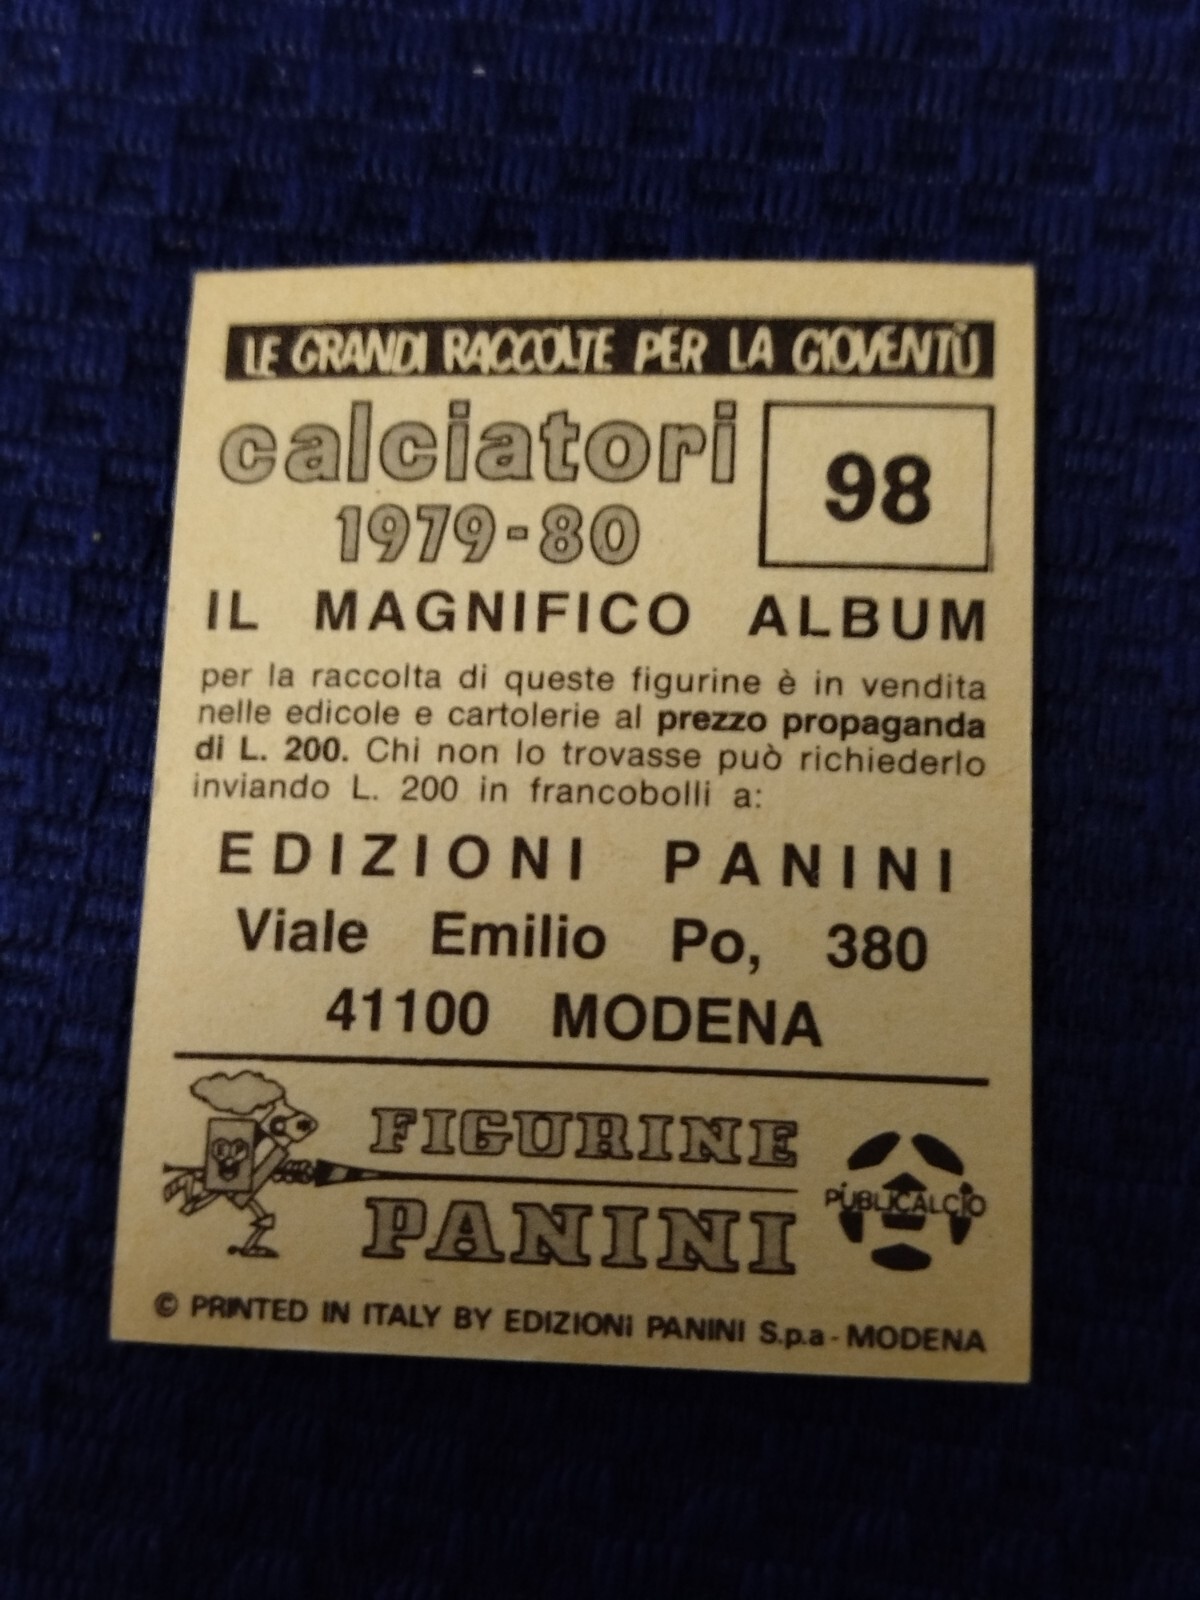 LE GRANDI RACCOLTE PER LA GIOVENTÙ
calciatori
1979-80
98
IL MAGNIFICO ALBUM
per la raccolta di queste figurine è in vendita
nelle edicole e cartolerie al prezzo propaganda
di L. 200. Chi non lo trovasse può richiederlo
inviando L. 200 in francobolli a:
EDIZIONI PANINI
Viale Emilio Po, 380
41100 MODENA
EP
FIGURINE
PANINI
PUBLICALCIO
© PRINTED IN ITALY BY EDIZIONI PANINI S.p.a - MODENA